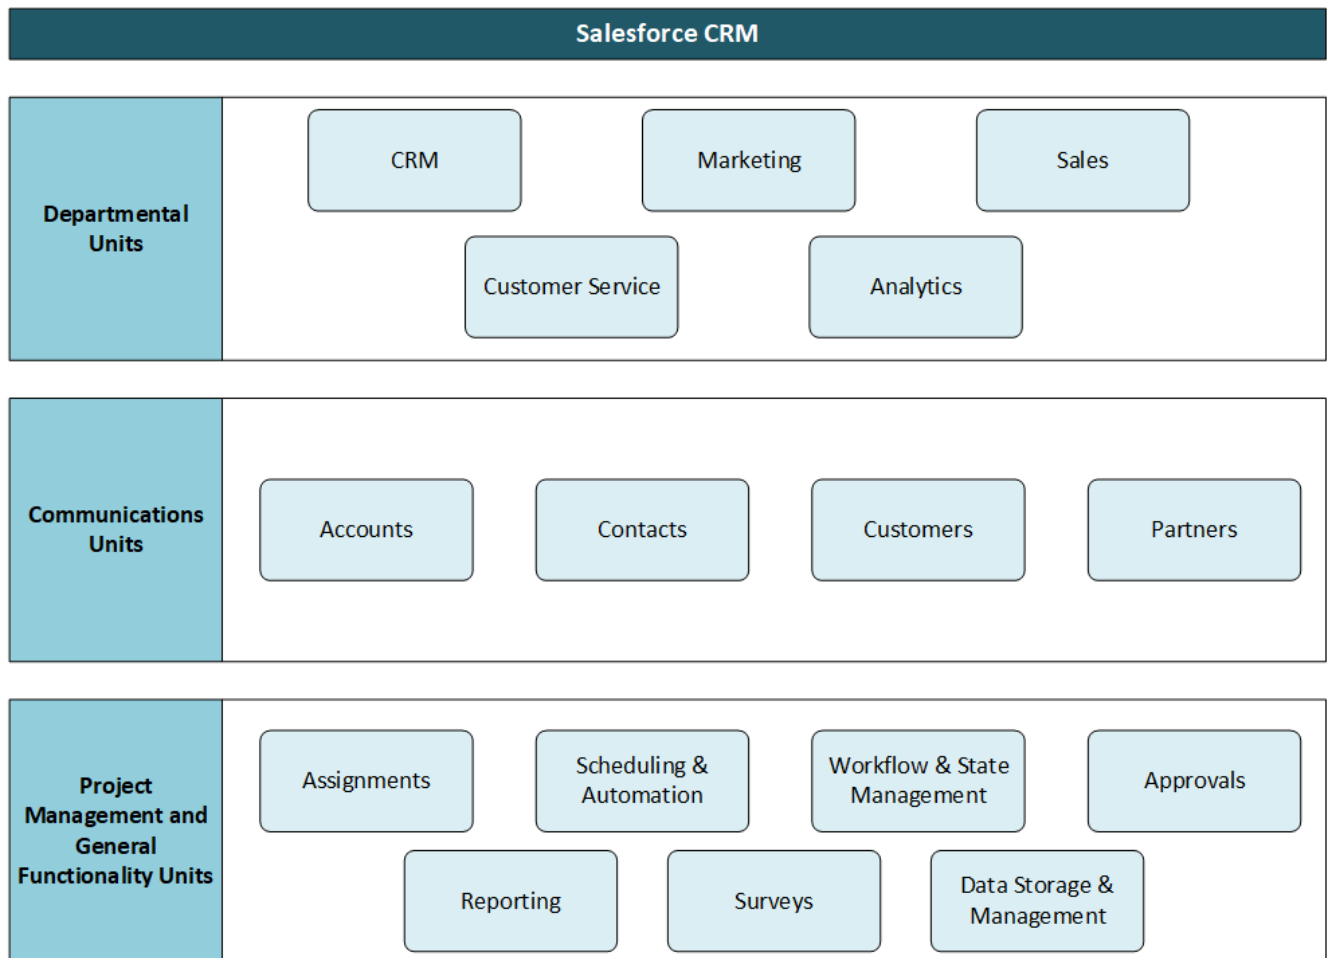 Salesforce CRM
Departmental
Units
CRM
Marketing
Sales
Customer Service
Analytics
Communications
Units
Accounts
Contacts
Customers
Partners
Project
Management and
General
Functionality Units
Assignments
Scheduling &
Automation
Workflow & State
Management
Approvals
Reporting
Surveys
Data Storage &
Management